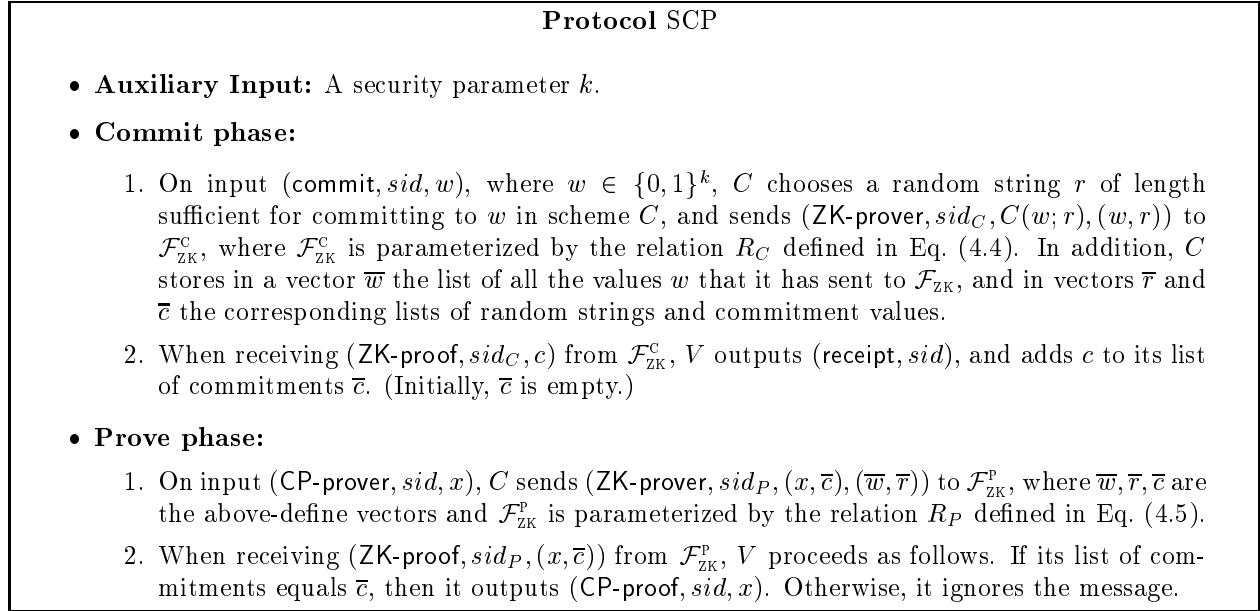 Protocol SCP
• Auxiliary Input: A security parameter k.
• Commit phase:
1. On input (commit, sid, w), where w ∈ {0, 1}^k, C chooses a random string r of length
sufficient for committing to w in scheme C, and sends (ZK-prover, sid_C, C(w; r), (w, r)) to
ℱ_ZK^C, where ℱ_ZK^C is parameterized by the relation R_C defined in Eq. (4.4). In addition, C
stores in a vector w̅ the list of all the values w that it has sent to ℱ_ZK, and in vectors r̅ and
c̅ the corresponding lists of random strings and commitment values.
2. When receiving (ZK-proof, sid_C, c) from ℱ_ZK^C, V outputs (receipt, sid), and adds c to its list
of commitments c̅. (Initially, c̅ is empty.)
• Prove phase:
1. On input (CP-prover, sid, x), C sends (ZK-prover, sid_P, (x, c̅), (w̅, r̅)) to ℱ_ZK^P, where w̅, r̅, c̅ are
the above-define vectors and ℱ_ZK^P is parameterized by the relation R_P defined in Eq. (4.5).
2. When receiving (ZK-proof, sid_P, (x, c̅)) from ℱ_ZK^P, V proceeds as follows. If its list of com-
mitments equals c̅, then it outputs (CP-proof, sid, x). Otherwise, it ignores the message.